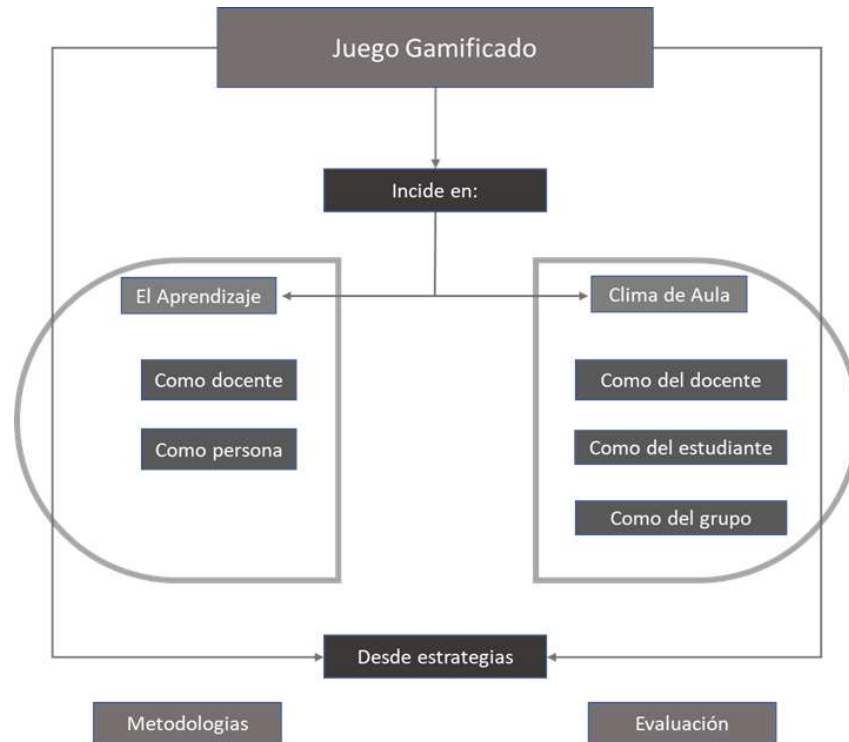 Juego Gamificado
Incide en:
El Aprendizaje
Clima de Aula
Como docente
Como del docente
Como persona
Como del estudiante
Como del grupo
Desde estrategias
Metodologias
Evaluación